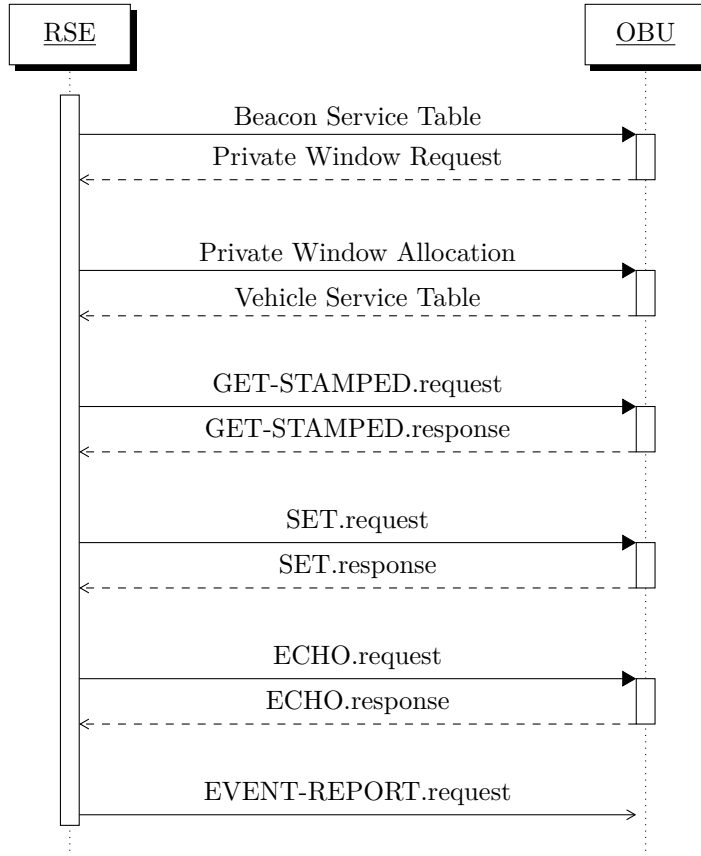 RSE
OBU
Beacon Service Table
Private Window Request
Private Window Allocation
Vehicle Service Table
GET-STAMPED.request
GET-STAMPED.response
SET.request
SET.response
ECHO.request
ECHO.response
EVENT-REPORT.request